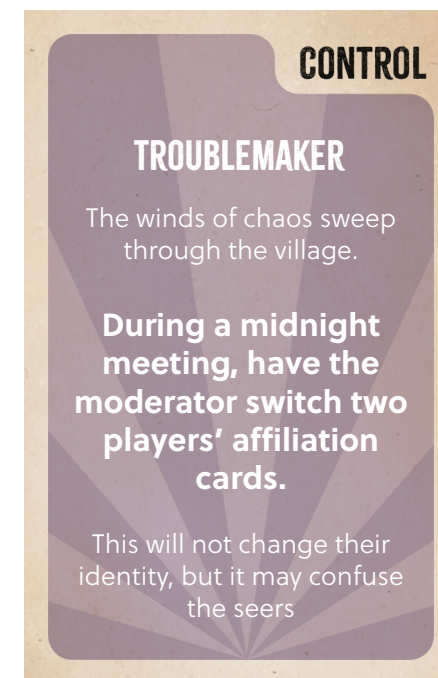 CONTROL
TROUBLEMAKER
The winds of chaos sweep
through the village.
During a midnight
meeting, have the
moderator switch two
players’ affiliation
cards.
This will not change their
identity, but it may confuse
the seers